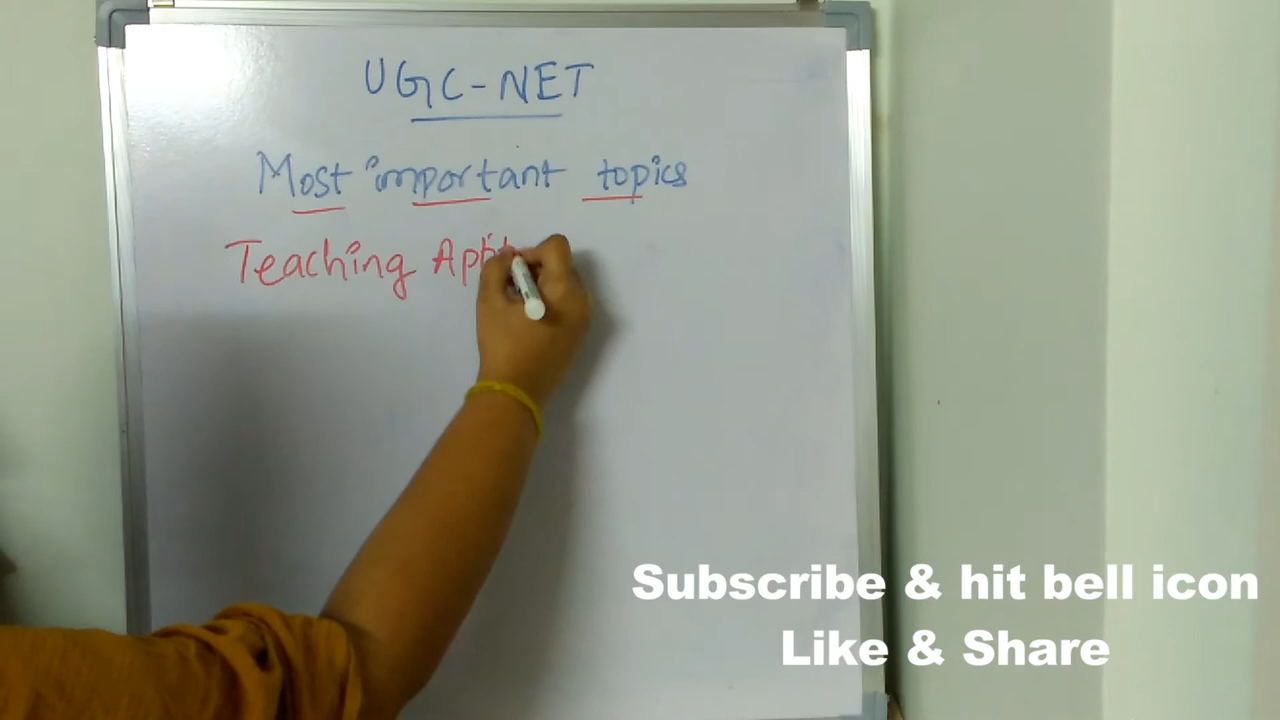 UGC-NET
Most important topics
Teaching
Subscribe & hit bell icon
Like & Share